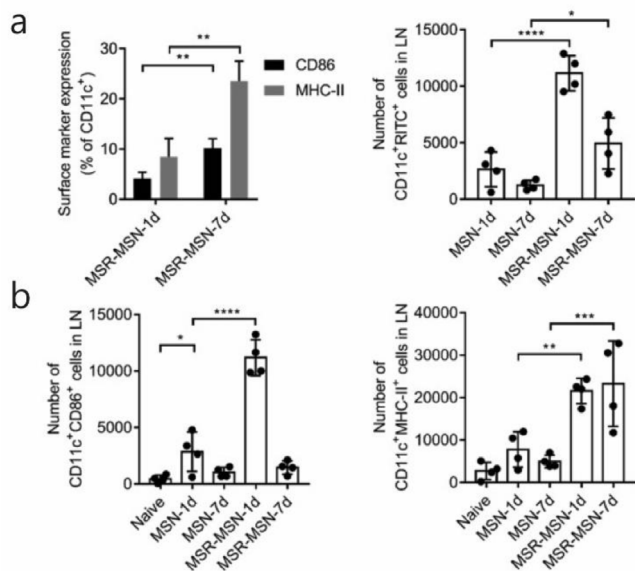 a
Surface marker expression
(% of CD11c⁺)
30
20
10
0
**
**
CD86
MHC-II
MSR-MSN-1d
MSR-MSN-7d
Number of
CD11c⁺RITC⁺ cells in LN
15000
10000
5000
0
*
****
MSN-1d
MSN-7d
MSR-MSN-1d
MSR-MSN-7d
b
Number of
CD11c⁺CD86⁺ cells in LN
15000
10000
5000
0
*
****
Naive
MSN-1d
MSN-7d
MSR-MSN-1d
MSR-MSN-7d
Number of
CD11c⁺MHC-II⁺ cells in LN
40000
30000
20000
10000
0
***
**
Naive
MSN-1d
MSN-7d
MSR-MSN-1d
MSR-MSN-7d